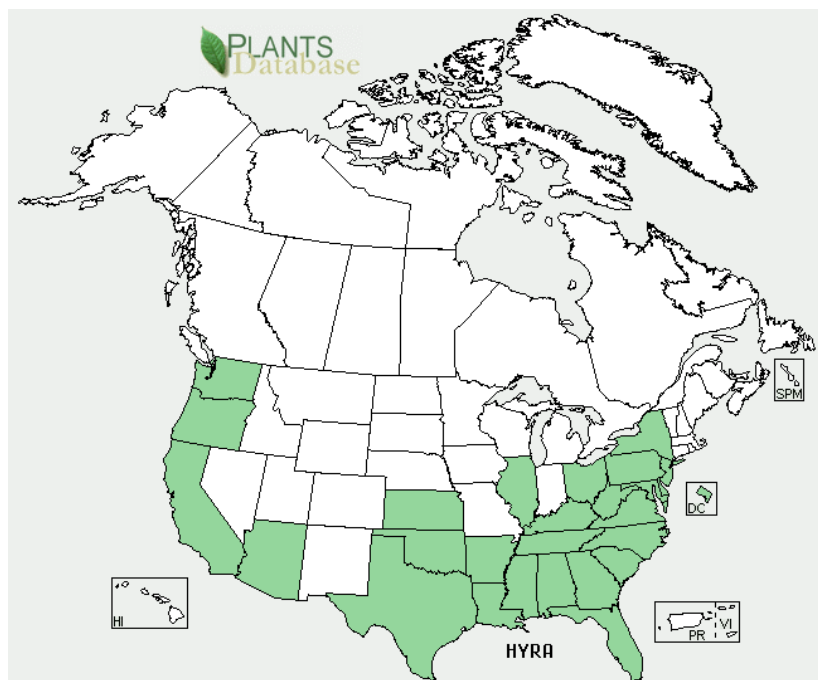 PLANTS
Database
SPM
DC
HI
PR
VI
HYRA